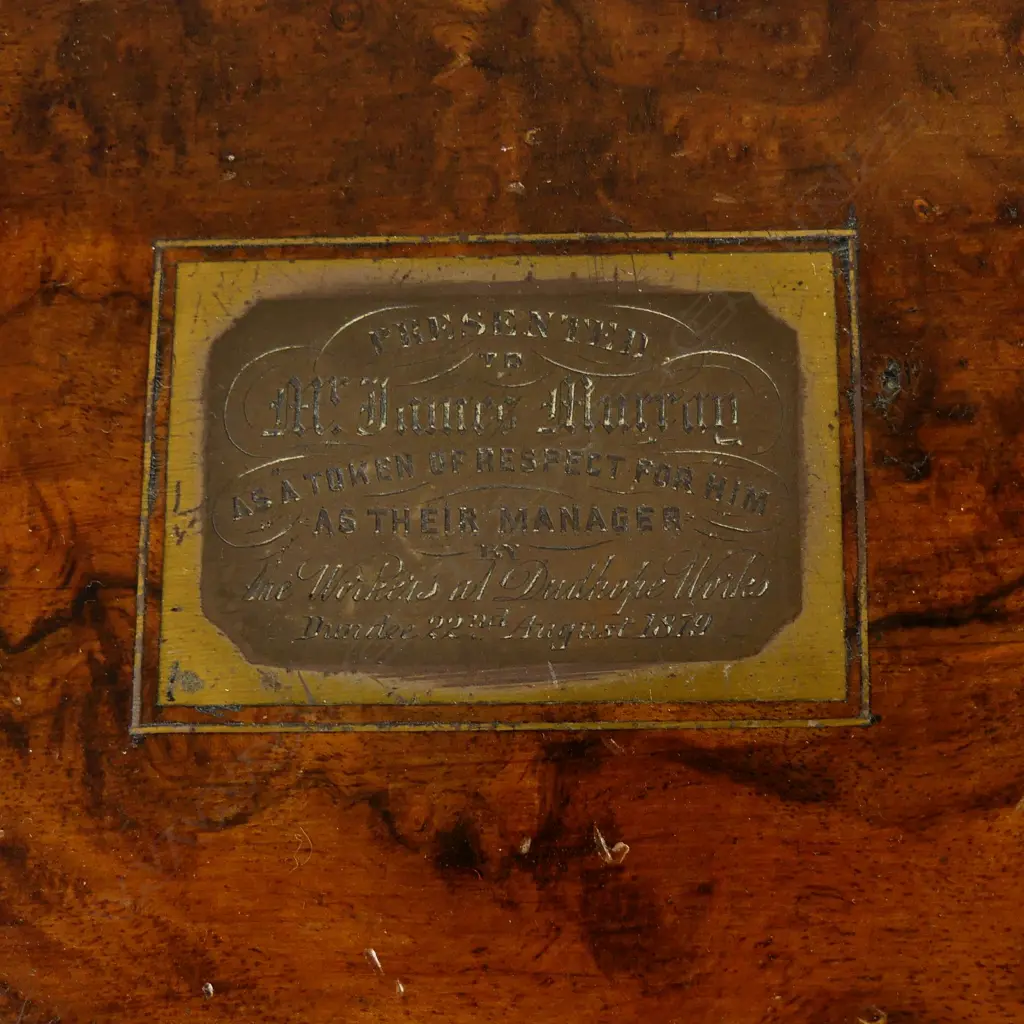 PRESENTED
TO
Mr. James Murray
AS A TOKEN OF RESPECT FOR HIM
AS THEIR MANAGER
BY
The Workers at Dudhope Works
Dundee 22nd August 1879